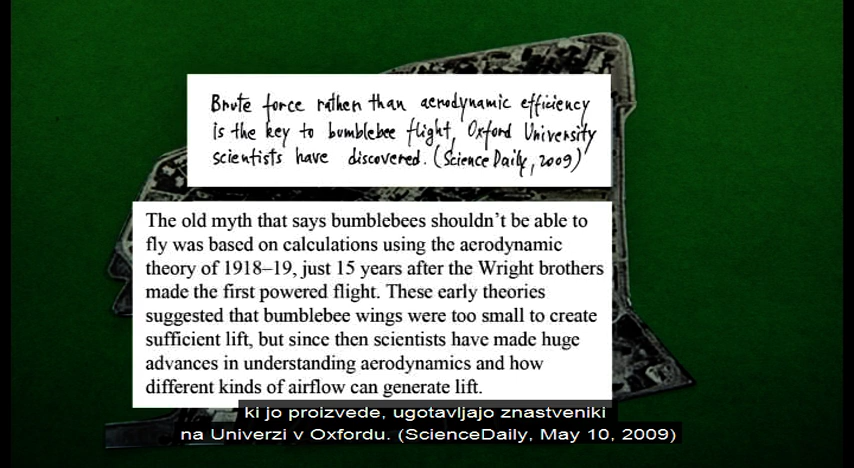 Brute force rather than aerodynamic efficiency
is the key to bumblebee flight, Oxford University
scientists have discovered. (Science Daily, 2009)
The old myth that says bumblebees shouldn't be able to
fly was based on calculations using the aerodynamic
theory of 1918–19, just 15 years after the Wright brothers
made the first powered flight. These early theories
suggested that bumblebee wings were too small to create
sufficient lift, but since then scientists have made huge
advances in understanding aerodynamics and how
different kinds of airflow can generate lift.
ki jo proizvede, ugotavljajo znastveniki
na Univerzi v Oxfordu. (ScienceDaily, May 10, 2009)